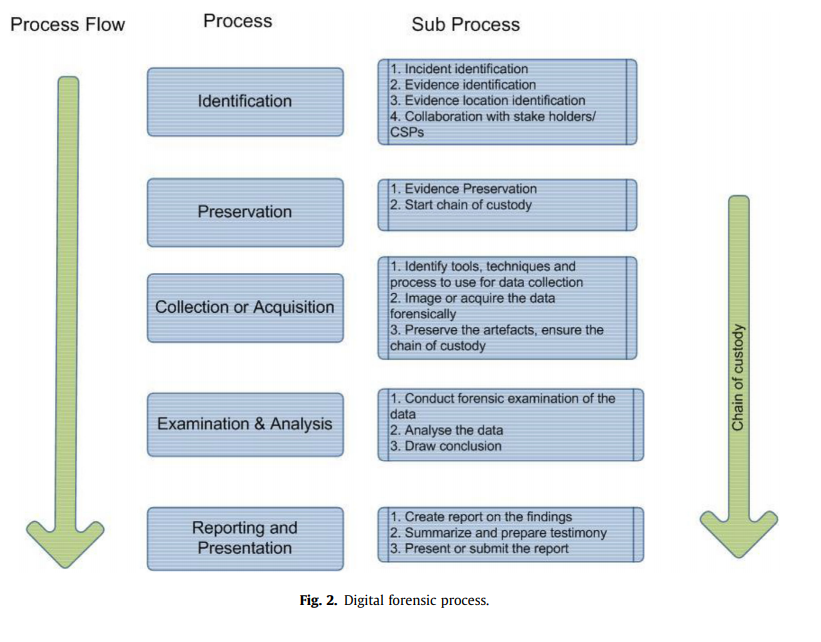 Process Flow
Process
Sub Process
Identification
1. Incident identification
2. Evidence identification
3. Evidence location identification
4. Collaboration with stake holders/
CSPs
Preservation
1. Evidence Preservation
2. Start chain of custody
Collection or Acquisition
1. Identify tools, techniques and
process to use for data collection
2. Image or acquire the data
forensically
3. Preserve the artefacts, ensure the
chain of custody
Examination & Analysis
1. Conduct forensic examination of the
data
2. Analyse the data
3. Draw conclusion
Reporting and
Presentation
1. Create report on the findings
2. Summarize and prepare testimony
3. Present or submit the report
Chain of custody
Fig. 2. Digital forensic process.